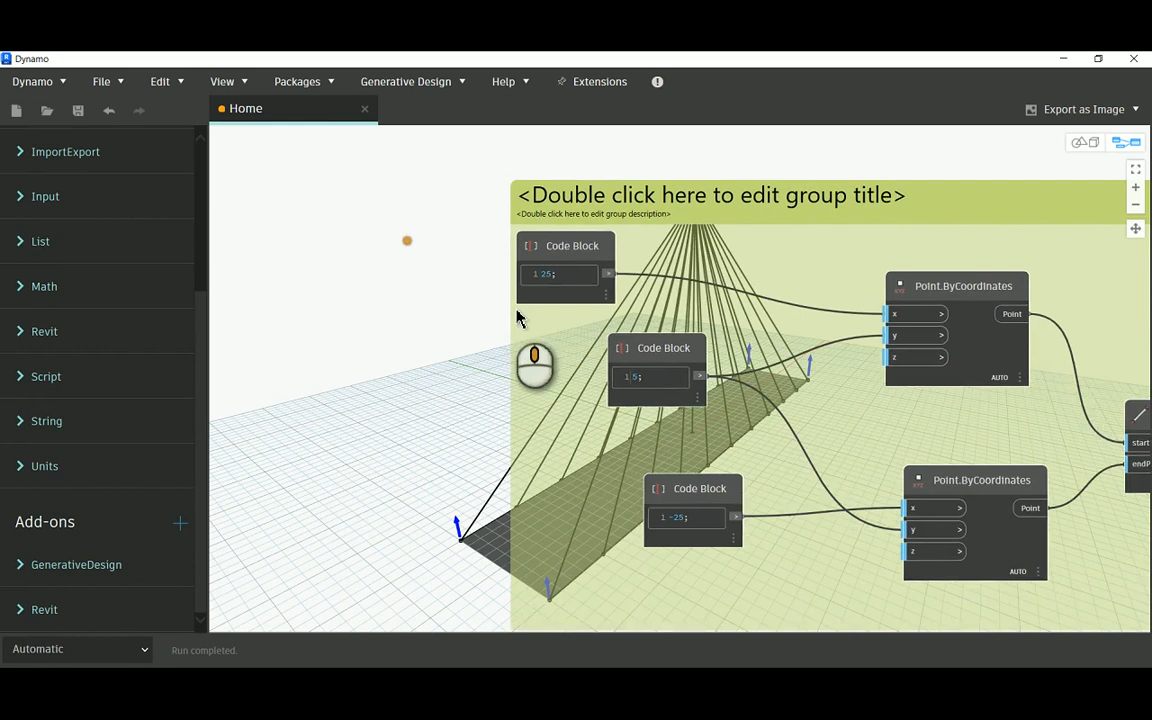 Dynamo
Dynamo File Edit View Packages Generative Design Help Extensions
Home
Export as Image
ImportExport
Input
List
Math
Revit
Script
String
Units
Add-ons
GenerativeDesign
Revit
<Double click here to edit group title>
<Double click here to edit group description>
Code Block
1 25;
>
Code Block
1 5;
>
Code Block
1 -25;
>
Point.ByCoordinates
x > Point
y >
z >
AUTO
Point.ByCoordinates
x > Point
y >
z >
AUTO
start
endP
Automatic
Run completed.